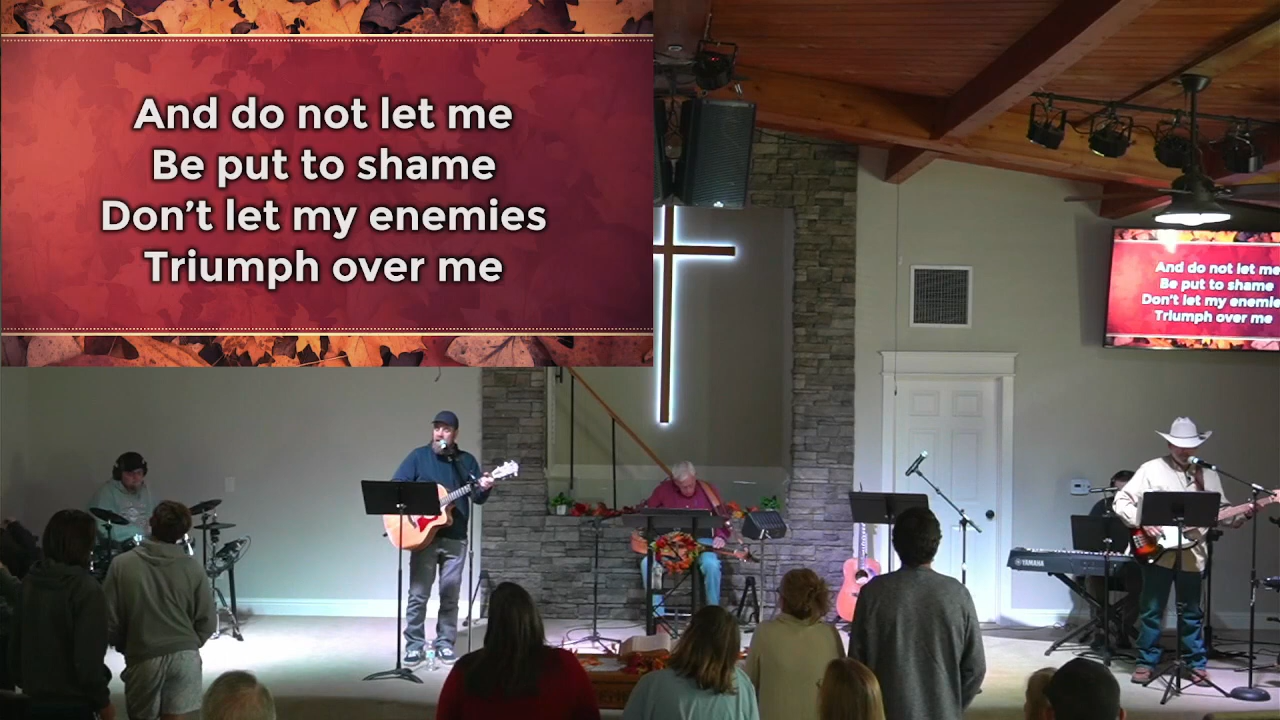 And do not let me
Be put to shame
Don't let my enemies
Triumph over me
And do not let me
Be put to shame
Don't let my enemie
Triumph over me
YAMAHA